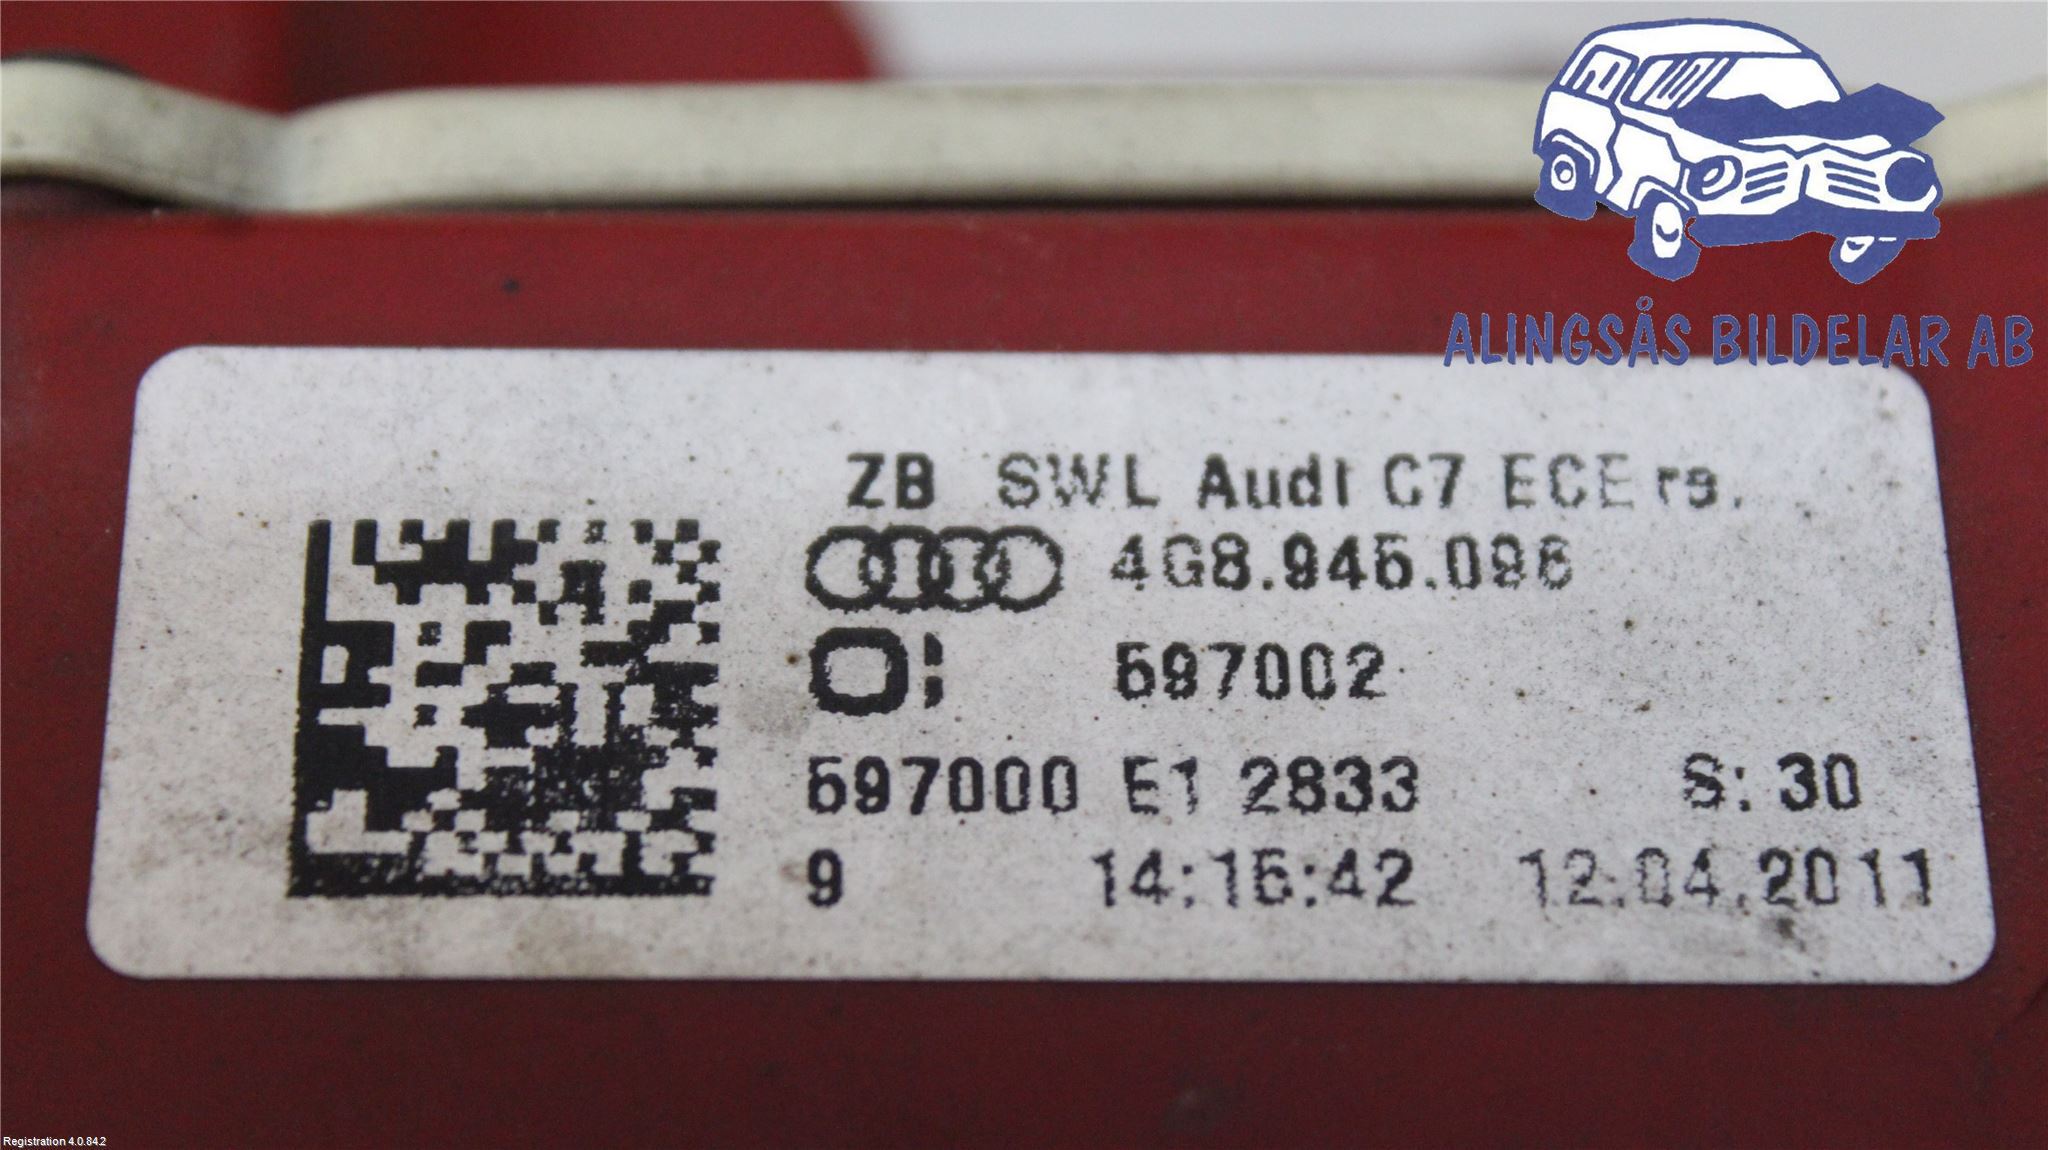 ALINGSÅS BILDELAR AB
ZB SWL Audi C7 ECE rs.
4G8.945.096
O; 597002
597000 E1 2833 S: 30
9 14:15:42 12.04.2011
Registration 4.0.84.2